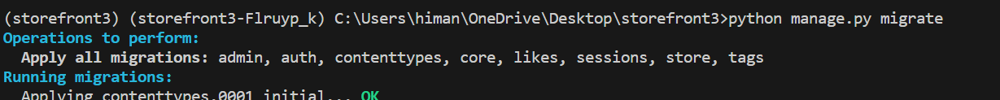 (storefront3) (storefront3-Flruyp_k) C:\Users\himan\OneDrive\Desktop\storefront3>python manage.py migrate
Operations to perform:
  Apply all migrations: admin, auth, contenttypes, core, likes, sessions, store, tags
Running migrations:
  Applying contenttypes.0001_initial... OK